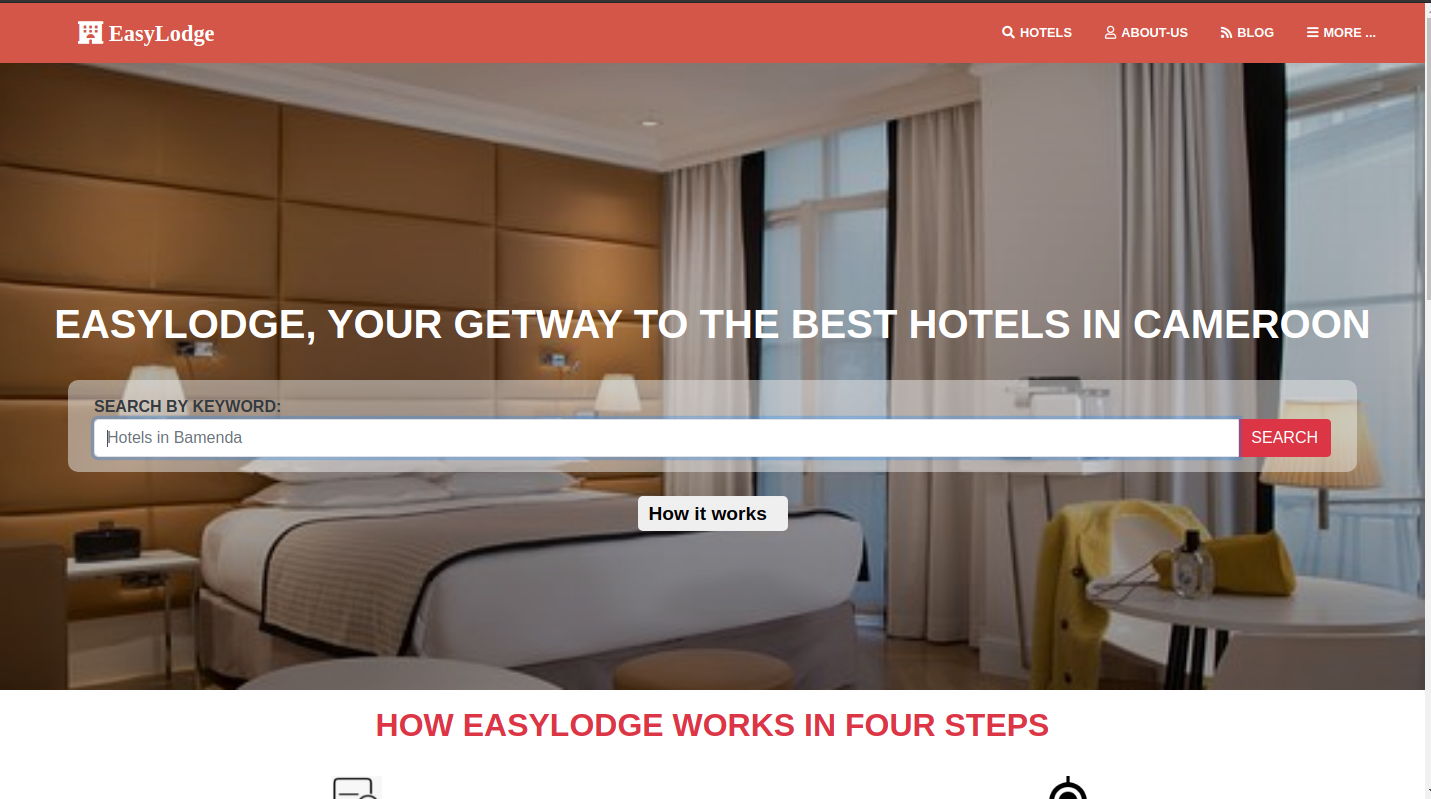 EasyLodge
HOTELS
ABOUT-US
BLOG
MORE ...
EASYLODGE, YOUR GETWAY TO THE BEST HOTELS IN CAMEROON
SEARCH BY KEYWORD:
Hotels in Bamenda
SEARCH
How it works
HOW EASYLODGE WORKS IN FOUR STEPS